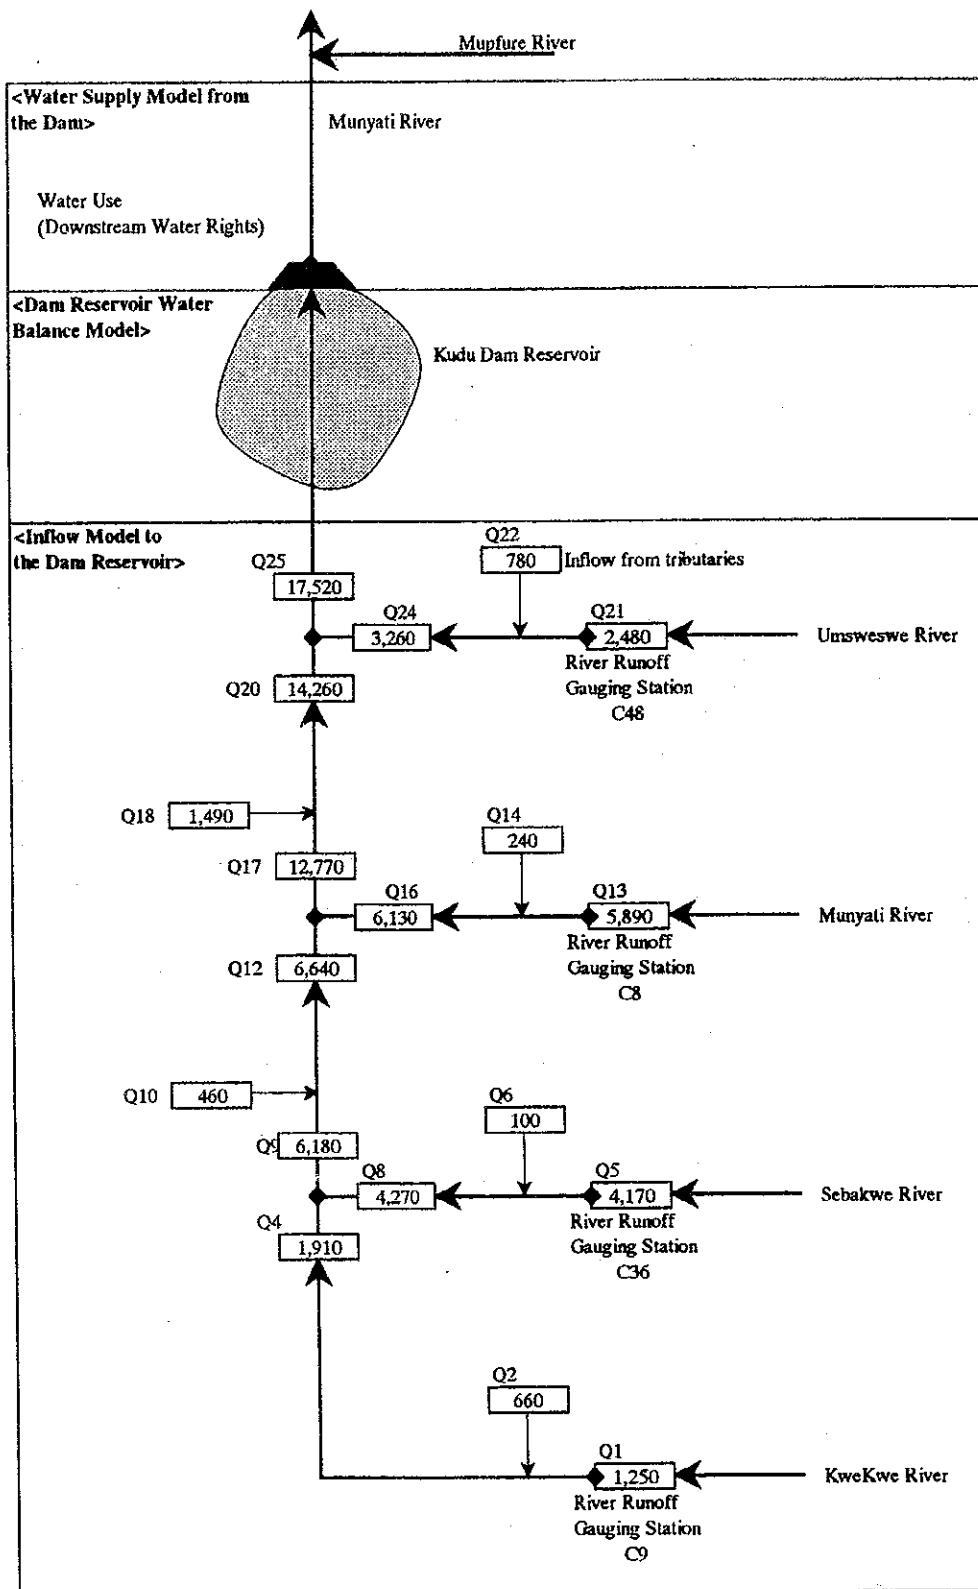 Mupfure River
<Water Supply Model from
the Dam>
Munyati River
Water Use
(Downstream Water Rights)
<Dam Reservoir Water
Balance Model>
Kudu Dam Reservoir
<Inflow Model to
the Dam Reservoir>
Q22
780
Inflow from tributaries
Q25
17,520
Q24
3,260
Q21
2,480
Umsweswe River
River Runoff
Gauging Station
C48
Q20
14,260
Q18
1,490
Q14
240
Q17
12,770
Q16
6,130
Q13
5,890
Munyati River
River Runoff
Gauging Station
C8
Q12
6,640
Q10
460
Q6
100
Q9
6,180
Q8
4,270
Q5
4,170
Sebakwe River
River Runoff
Gauging Station
C36
Q4
1,910
Q2
660
Q1
1,250
KweKwe River
River Runoff
Gauging Station
C9